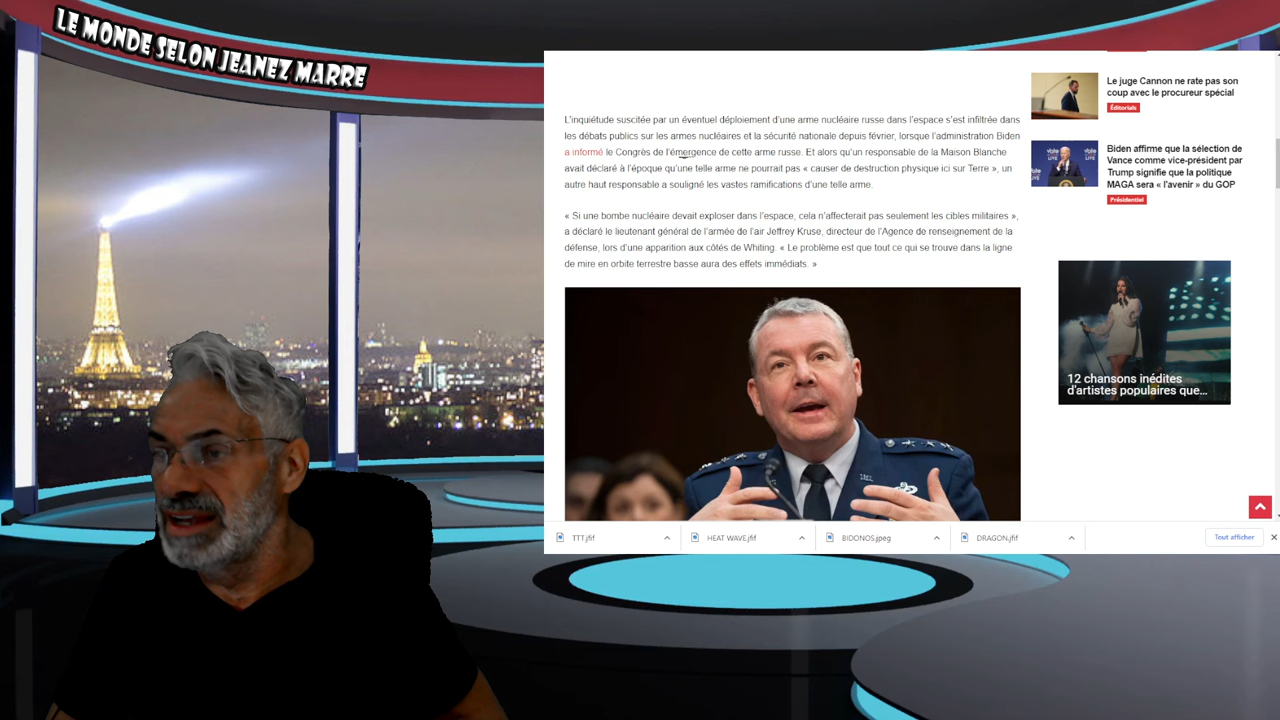 LE MONDE SELON JEANEZ MARRE
L'inquiétude suscitée par un éventuel déploiement d'une arme nucléaire russe dans l'espace s'est infiltrée dans
les débats publics sur les armes nucléaires et la sécurité nationale depuis février, lorsque l'administration Biden
a informé le Congrès de l'émergence de cette arme russe. Et alors qu'un responsable de la Maison Blanche
avait déclaré à l'époque qu'une telle arme ne pourrait pas « causer de destruction physique ici sur Terre », un
autre haut responsable a souligné les vastes ramifications d'une telle arme.
« Si une bombe nucléaire devait exploser dans l'espace, cela n'affecterait pas seulement les cibles militaires »,
a déclaré le lieutenant général de l'armée de l'air Jeffrey Kruse, directeur de l'Agence de renseignement de la
défense, lors d'une apparition aux côtés de Whiting. « Le problème est que tout ce qui se trouve dans la ligne
de mire en orbite terrestre basse aura des effets immédiats. »
Le juge Cannon ne rate pas son
coup avec le procureur spécial
Éditorials
Biden affirme que la sélection de
Vance comme vice-président par
Trump signifie que la politique
MAGA sera « l'avenir » du GOP
Présidentiel
12 chansons inédites
d'artistes populaires que...
TTT.jfif
HEAT WAVE.jfif
BIDONOS.jpeg
DRAGON.jfif
Tout afficher